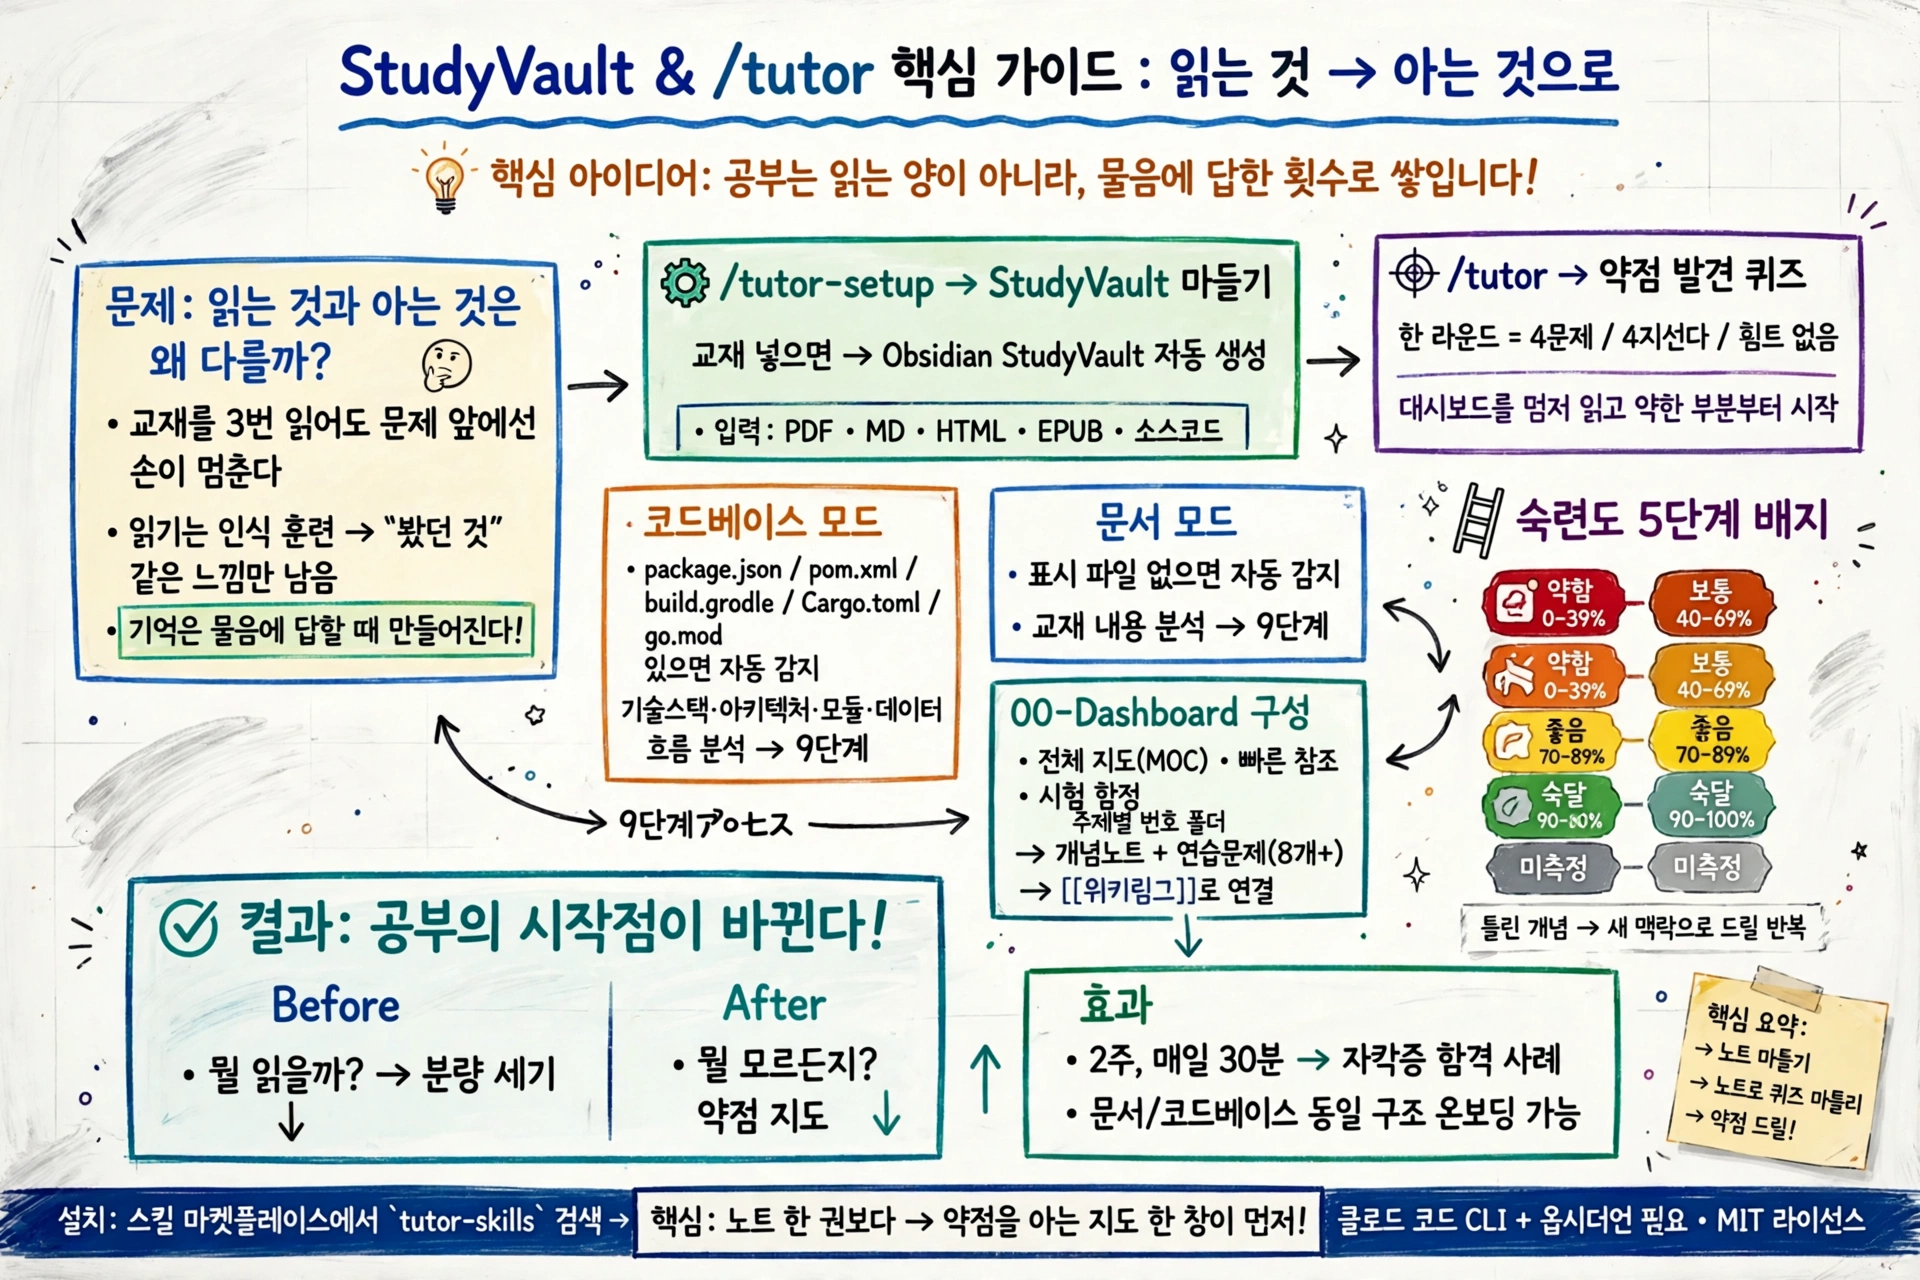 StudyVault & /tutor 핵심 가이드 : 읽는 것 → 아는 것으로
핵심 아이디어: 공부는 읽는 양이 아니라, 물음에 답한 횟수로 쌓입니다!
문제: 읽는 것과 아는 것은
왜 다를까?
• 교재를 3번 읽어도 문제 앞에선
손이 멈춘다
• 읽기는 인식 훈련 → “봤던 것”
같은 느낌만 남음
• 기억은 물음에 답할 때 만들어진다!
/tutor-setup → StudyVault 마들기
교재 넣으면 → Obsidian StudyVault 자동 생성
• 입력: PDF • MD • HTML • EPUB • 소스코드
/tutor → 약점 발견 퀴즈
한 라운드 = 4문제 / 4지선다 / 힘트 없음
대시보드를 멈저 읽고 약한 부분부터 시작
• 코드베이스 모드
• package.json / pom.xml /
build.grodle / Cargo.toml /
go.mod
있으면 자동 감지
기술스택·아키텍처·모듈·데이터
흐름 분석 → 9단계
문서 모드
• 표시 파일 없으면 자동 감지
• 교재 내용 분석 → 9단계
00-Dashboard 구성
• 전체 지도(MOC) • 빠른 참조
• 시험 함정
주제별 번호 폴더
→ 개념노트 + 연습문제(8개+)
→ [[위키림그]]로 연결
숙련도 5단계 배지
약함 보통
0-39% 40-69%
약함 보통
0-39% 40-69%
좋음 좋음
70-89% 70-89%
숙달 숙달
90-100%
미측정 미측정
틀린 개념 → 새 맥락으로 드릴 반복
결과: 공부의 시작점이 바뀐다!
Before
• 뭘 읽을까? → 분량 세기
After
• 뭘 모르든지?
약점 지도
효과
• 2주, 매일 30분 → 자칵증 합격 사례
• 문서/코드베이스 동일 구조 온보딩 가능
핵심 요약:
→ 노트 마틀기
→ 노트로 퀴즈 마틀리
→ 약점 드릴!
설치: 스킬 마켓플레이스에서 `tutor-skills` 검색 →
핵심: 노트 한 권보다 → 약점을 아는 지도 한 창이 먼저!
클로드 코드 CLI + 옵시더언 필요 • MIT 라이선스